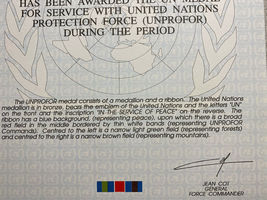 HAS BEEN AWARDED THE UN MEDAL
FOR SERVICE WITH UNITED NATIONS
PROTECTION FORCE (UNPROFOR)
DURING THE PERIOD
The UNPROFOR medal consists of a medallion and a ribbon. The United Nations
medallion is in bronze, bears the emblem of the United Nations and the letters "UN"
on the front and the inscription "IN THE SERVICE OF PEACE" on the reverse. The
ribbon has a blue background, (representing peace), upon which there is a broad
red field in the middle bordered by thin white bands (representing UNPROFOR
Commands). Centred to the left is a narrow light green field (representing forests)
and centred to the right is a narrow brown field (representing mountains).
JEAN COT
GENERAL
FORCE COMMANDER